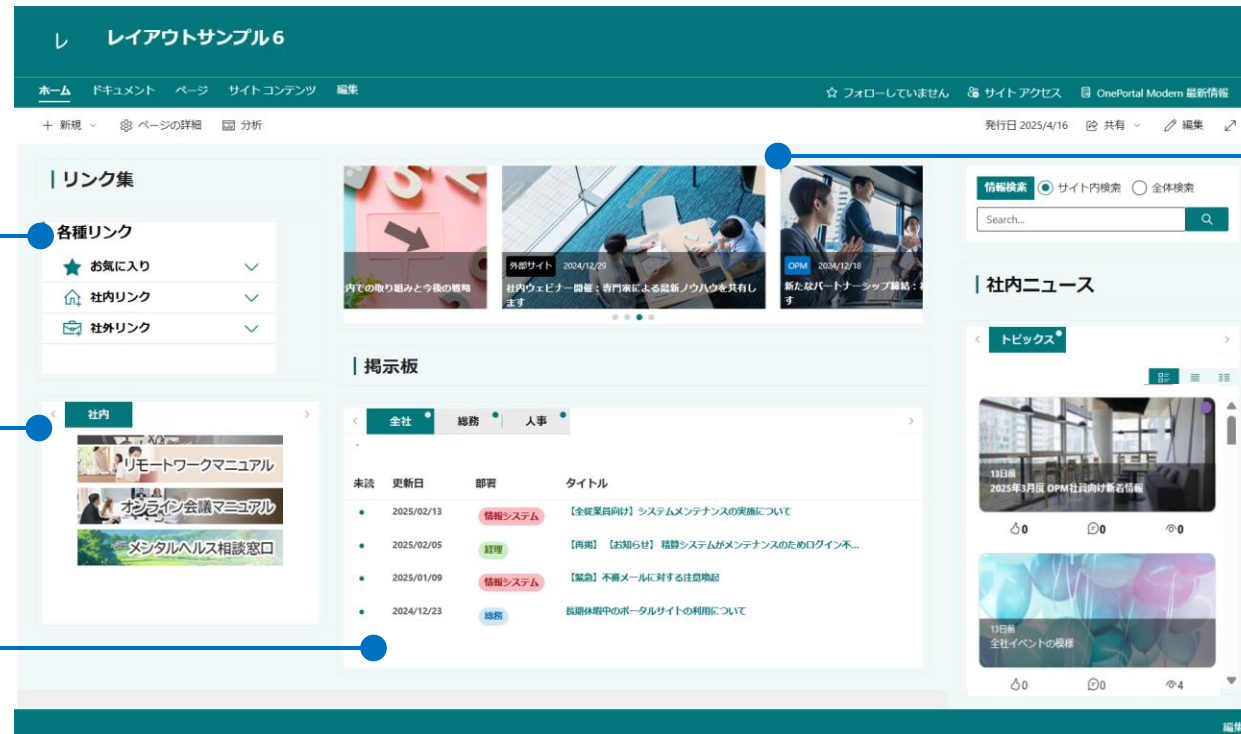 レ レイアウトサンプル6
ホーム ドキュメント ページ サイト コンテンツ 編集
フォローしていません サイト アクセス OnePortal Modern 最新情報
+ 新規 ページの詳細 分析
発行日 2025/4/16 共有 編集
リンク集
各種リンク
お気に入り
社内リンク
社外リンク
社内
リモートワークマニュアル
オンライン会議マニュアル
メンタルヘルス相談窓口
内での取り組みと今後の戦略
外部サイト 2024/12/29
社内ウェビナー開催：専門家による最新ノウハウを共有し
ます
OPM 2024/12/18
新たなパートナーシップ締結：
す
掲示板
全社 総務 人事
未読 更新日 部署 タイトル
2025/02/13 情報システム 【全従業員向け】システムメンテナンスの実施について
2025/02/05 経理 【再掲】【お知らせ】精算システムがメンテナンスのためログイン不...
2025/01/09 情報システム 【緊急】不審メールに対する注意喚起
2024/12/23 総務 長期休暇中のポータルサイトの利用について
情報検索 サイト内検索 全体検索
Search...
社内ニュース
トピックス
13日前
2025年3月度 OPM社員向け新着情報
0 0 0
13日前
全社イベントの模様
0 0 4
編集